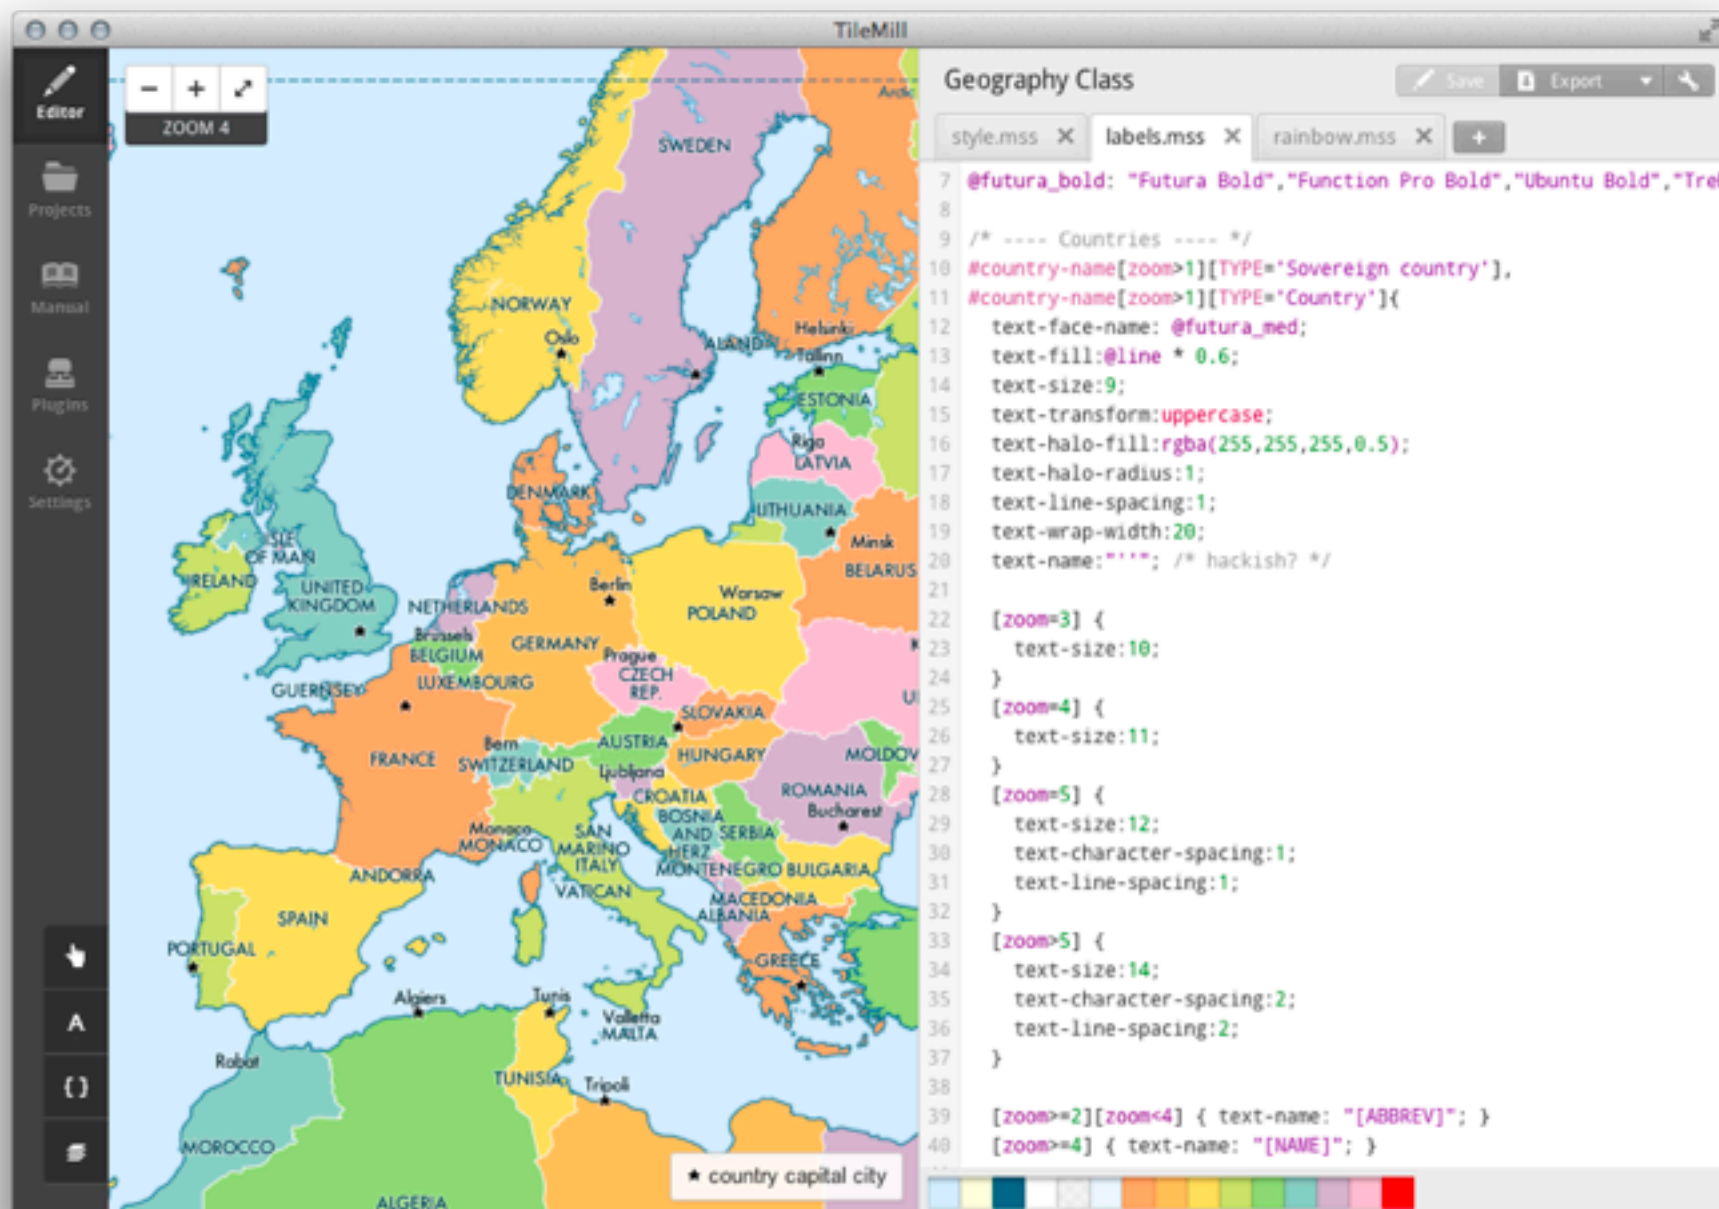 TileMill
Editor
Projects
Manual
Plugins
Settings
A
{}
ZOOM 4
Arctic
SWEDEN
NORWAY
Oslo
Helsinki
ALAND
Tallinn
ESTONIA
Riga
LATVIA
DENMARK
LITHUANIA
Minsk
BELARUS
ISLE
OF MAN
IRELAND
UNITED
KINGDOM
Berlin
Warsaw
POLAND
NETHERLANDS
Brussels
BELGIUM
GERMANY
Prague
CZECH
REP.
LUXEMBOURG
GUERNSEY
SLOVAKIA
FRANCE
Bern
SWITZERLAND
AUSTRIA
HUNGARY
MOLDOV
Ljubljana
CROATIA
ROMANIA
Bucharest
BOSNIA
AND
HERZ
SERBIA
Monaco
MONACO
SAN
MARINO
ITALY
MONTENEGRO
BULGARIA
ANDORRA
VATICAN
MACEDONIA
ALBANIA
SPAIN
PORTUGAL
GREECE
Algiers
Tunis
Valletta
MALTA
Rabat
TUNISIA
Tripoli
MOROCCO
ALGERIA
★ country capital city
Geography Class
Save
Export
style.mss
labels.mss
rainbow.mss
+
7 @futura_bold: "Futura Bold","Function Pro Bold","Ubuntu Bold","Tre
8
9 /* ---- Countries ---- */
10 #country-name[zoom>1][TYPE='Sovereign country'],
11 #country-name[zoom>1][TYPE='Country']{
12 text-face-name: @futura_med;
13 text-fill:@line * 0.6;
14 text-size:9;
15 text-transform:uppercase;
16 text-halo-fill:rgba(255,255,255,0.5);
17 text-halo-radius:1;
18 text-line-spacing:1;
19 text-wrap-width:20;
20 text-name:"''"; /* hackish? */
21
22 [zoom=3] {
23 text-size:10;
24 }
25 [zoom=4] {
26 text-size:11;
27 }
28 [zoom=5] {
29 text-size:12;
30 text-character-spacing:1;
31 text-line-spacing:1;
32 }
33 [zoom>5] {
34 text-size:14;
35 text-character-spacing:2;
36 text-line-spacing:2;
37 }
38
39 [zoom>=2][zoom<4] { text-name: "[ABBREV]"; }
40 [zoom>=4] { text-name: "[NAME]"; }